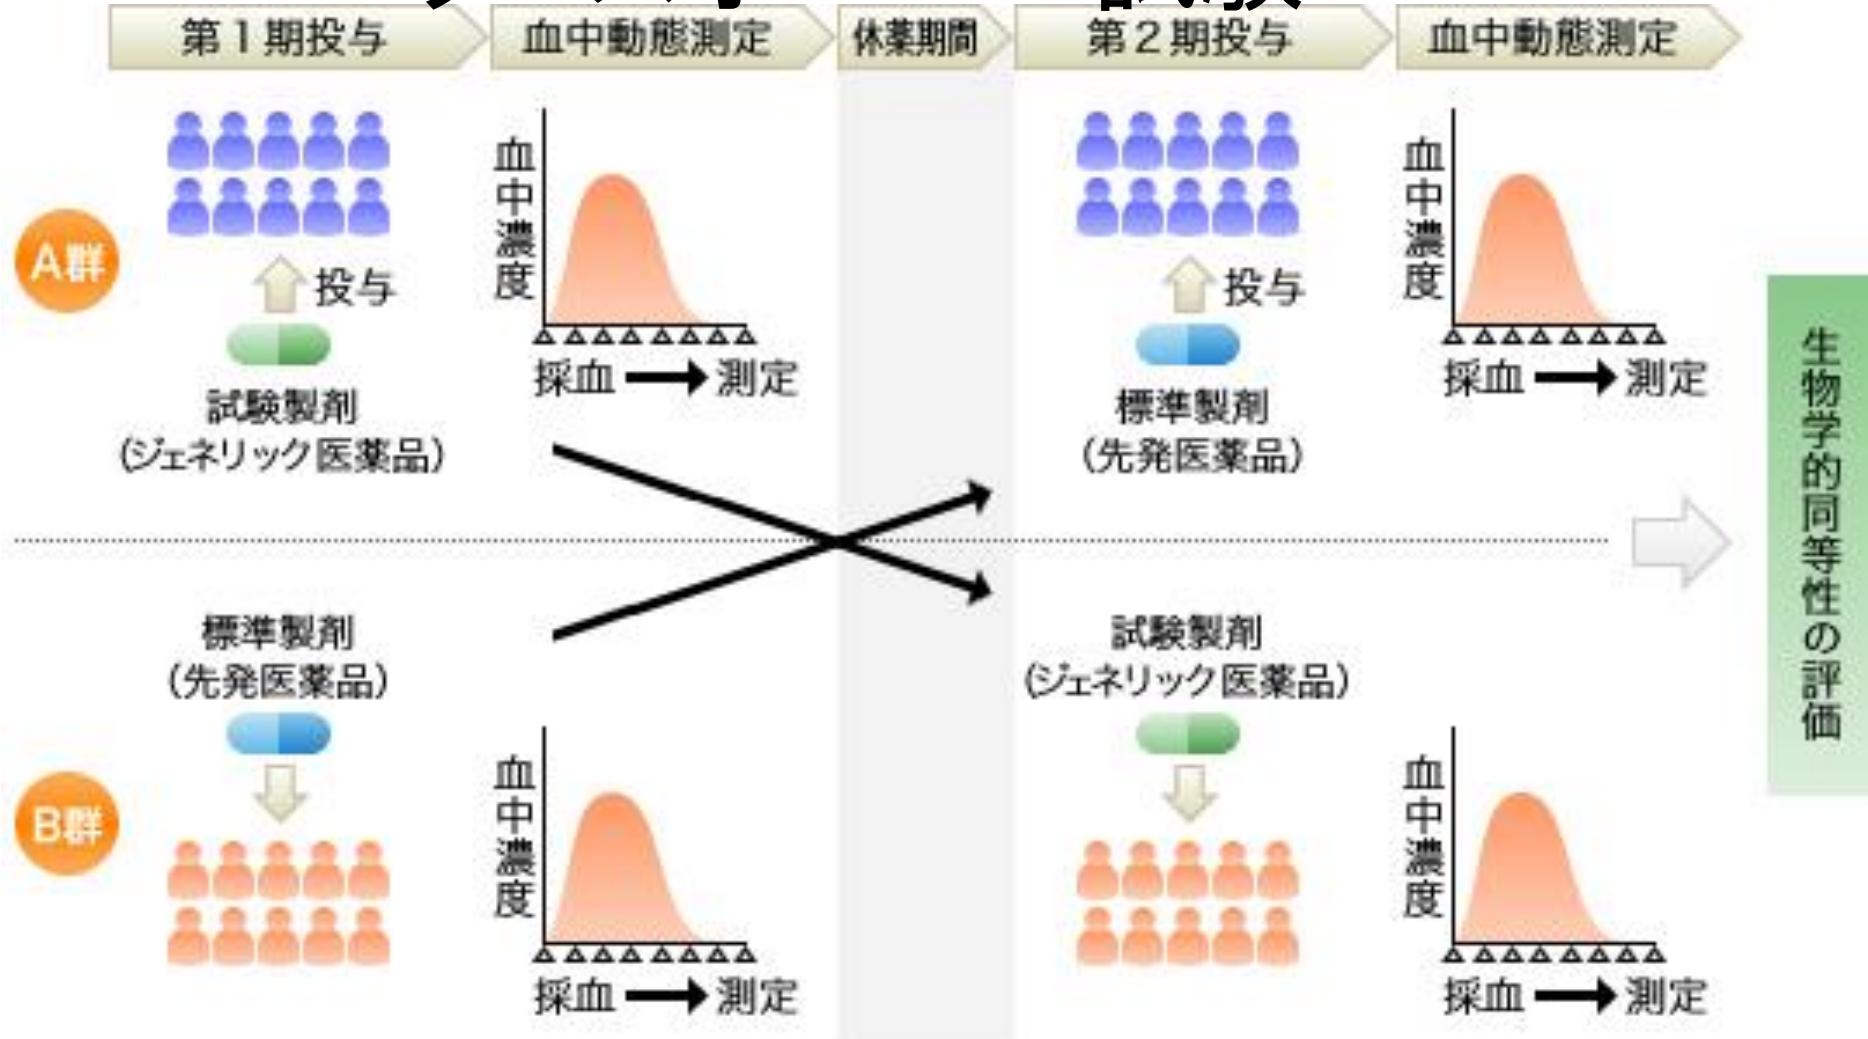 試験
第1期投与
血中動態測定
休薬期間
第2期投与
血中動態測定
A群
投与
試験製剤
(ジェネリック医薬品)
血中濃度
採血
測定
投与
標準製剤
(先発医薬品)
血中濃度
採血
測定
B群
標準製剤
(先発医薬品)
血中濃度
採血
測定
試験製剤
(ジェネリック医薬品)
血中濃度
採血
測定
生物学的同等性の評価